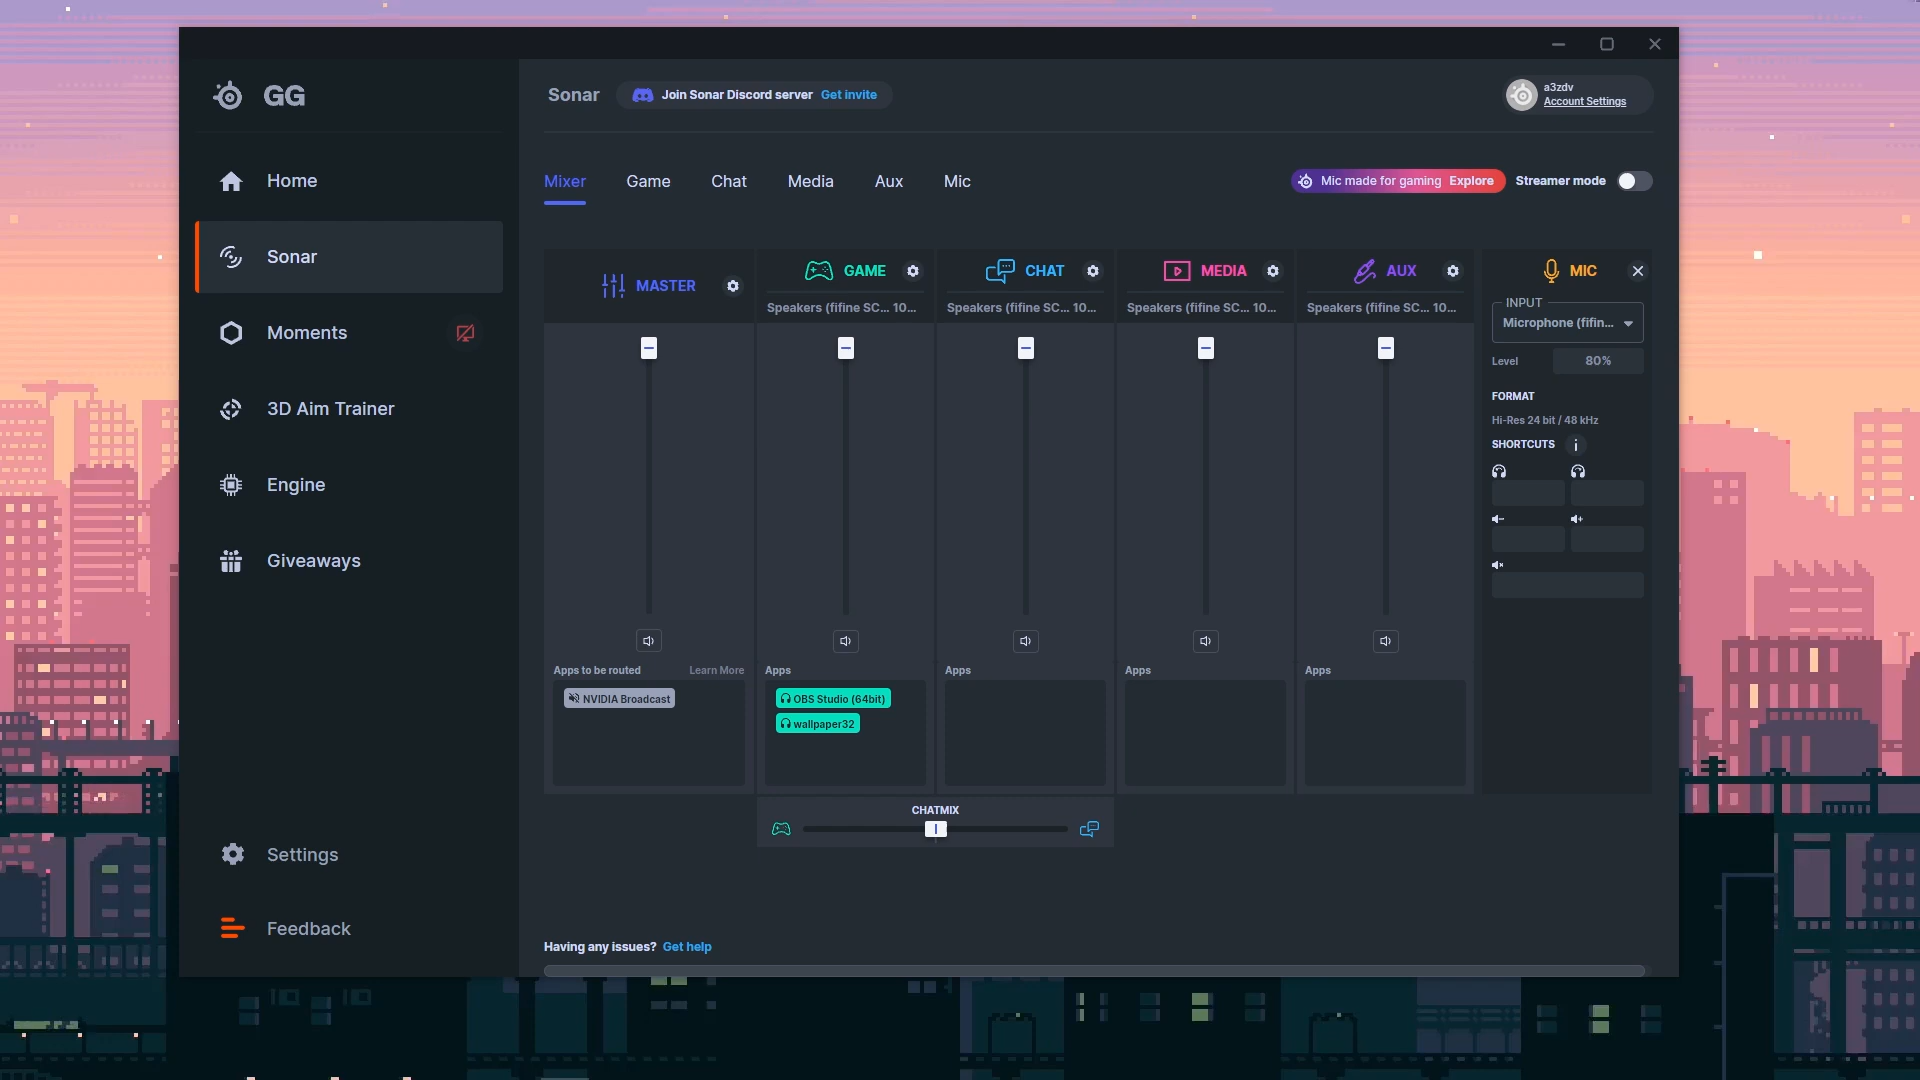 GG
Home
Sonar
Moments
3D Aim Trainer
Engine
Giveaways
Settings
Feedback
Sonar
Join Sonar Discord server Get invite
a3zdv
Account Settings
Mixer Game Chat Media Aux Mic
Mic made for gaming Explore
Streamer mode
MASTER
GAME
Speakers (fifine SC... 10...
CHAT
Speakers (fifine SC... 10...
MEDIA
Speakers (fifine SC... 10...
AUX
Speakers (fifine SC... 10...
MIC
INPUT
Microphone (fifin...
Level 80%
FORMAT
Hi-Res 24 bit / 48 kHz
SHORTCUTS i
Apps to be routed Learn More
NVIDIA Broadcast
Apps
OBS Studio (64bit)
wallpaper32
Apps
Apps
Apps
CHATMIX
Having any issues? Get help